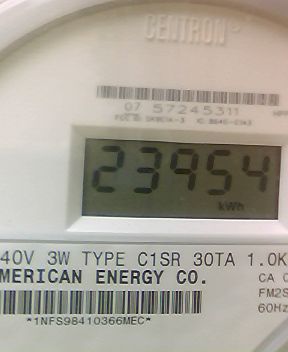 CENTRON®
07 57245311
23954
kWh
40V 3W TYPE C1SR 30TA 1.0K
MERICAN ENERGY CO.
CA
FM2S
60Hz
*1NFS98410366MEC*